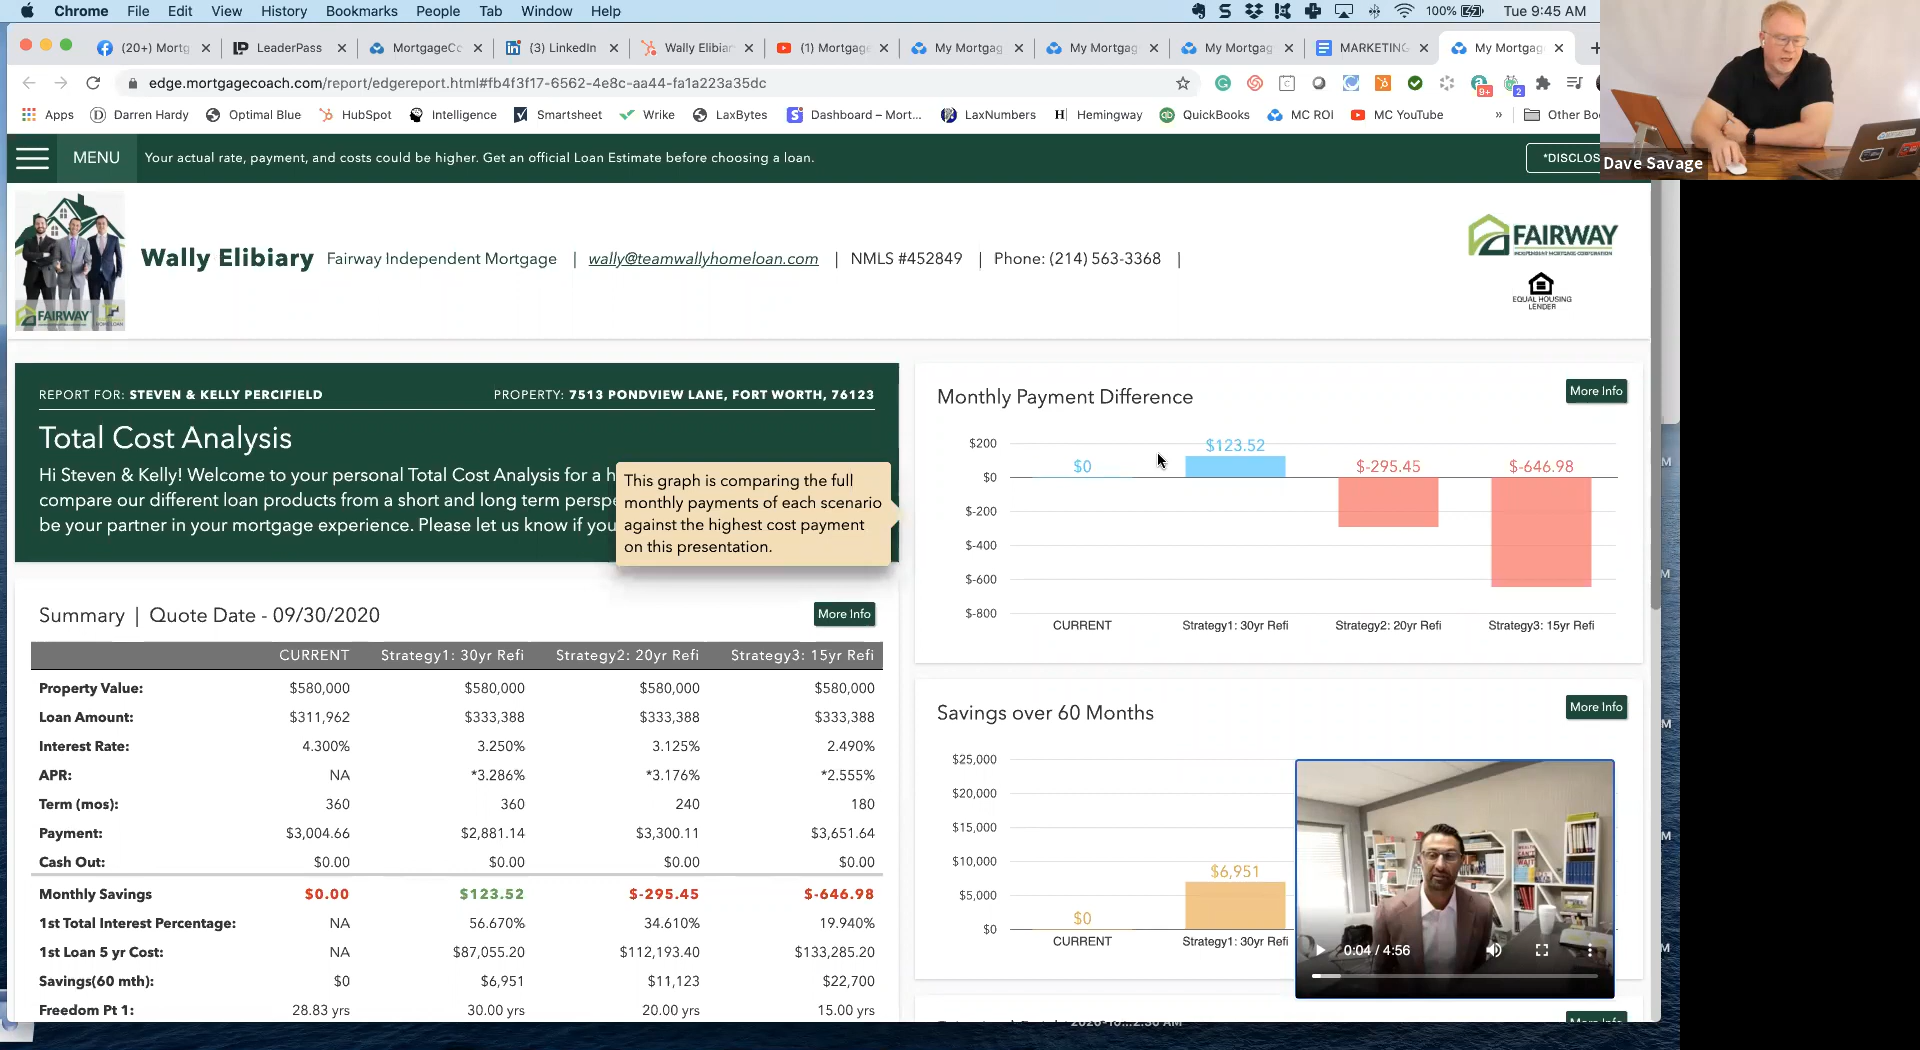 Chrome File Edit View History Bookmarks People Tab Window Help 100% Tue 9:45 AM
(20+) Mortg LeaderPass MortgageCo (3) LinkedIn Wally Elibiar (1) Mortgage My Mortgag My Mortgag My Mortgag MARKETING My Mortgag
edge.mortgagecoach.com/report/edgereport.html#fb4f3f17-6562-4e8c-aa44-fa1a223a35dc 9+ 2
Apps Darren Hardy Optimal Blue HubSpot Intelligence Smartsheet Wrike LaxBytes Dashboard – Mort... LaxNumbers Hemingway QuickBooks MC ROI MC YouTube » Other Bo
Dave Savage
MENU Your actual rate, payment, and costs could be higher. Get an official Loan Estimate before choosing a loan. *DISCLOS
Wally Elibiary Fairway Independent Mortgage | wally@teamwallyhomeloan.com | NMLS #452849 | Phone: (214) 563-3368 |
FAIRWAY
INDEPENDENT MORTGAGE CORPORATION
EQUAL HOUSING
LENDER
FAIRWAY
REPORT FOR: STEVEN & KELLY PERCIFIELD PROPERTY: 7513 PONDVIEW LANE, FORT WORTH, 76123
Total Cost Analysis
Hi Steven & Kelly! Welcome to your personal Total Cost Analysis for a h
compare our different loan products from a short and long term perspe
be your partner in your mortgage experience. Please let us know if you
This graph is comparing the full
monthly payments of each scenario
against the highest cost payment
on this presentation.
Summary | Quote Date - 09/30/2020 More Info
CURRENT Strategy1: 30yr Refi Strategy2: 20yr Refi Strategy3: 15yr Refi
Property Value: $580,000 $580,000 $580,000 $580,000
Loan Amount: $311,962 $333,388 $333,388 $333,388
Interest Rate: 4.300% 3.250% 3.125% 2.490%
APR: NA *3.286% *3.176% *2.555%
Term (mos): 360 360 240 180
Payment: $3,004.66 $2,881.14 $3,300.11 $3,651.64
Cash Out: $0.00 $0.00 $0.00 $0.00
Monthly Savings $0.00 $123.52 $-295.45 $-646.98
1st Total Interest Percentage: NA 56.670% 34.610% 19.940%
1st Loan 5 yr Cost: NA $87,055.20 $112,193.40 $133,285.20
Savings(60 mth): $0 $6,951 $11,123 $22,700
Freedom Pt 1: 28.83 yrs 30.00 yrs 20.00 yrs 15.00 yrs
Monthly Payment Difference More Info
$200
$0
$-200
$-400
$-600
$-800
$0 $123.52 $-295.45 $-646.98
CURRENT Strategy1: 30yr Refi Strategy2: 20yr Refi Strategy3: 15yr Refi
Savings over 60 Months More Info
$25,000
$20,000
$15,000
$10,000
$5,000
$0
$0 $6,951
CURRENT Strategy1: 30yr Refi
0:04 / 4:56